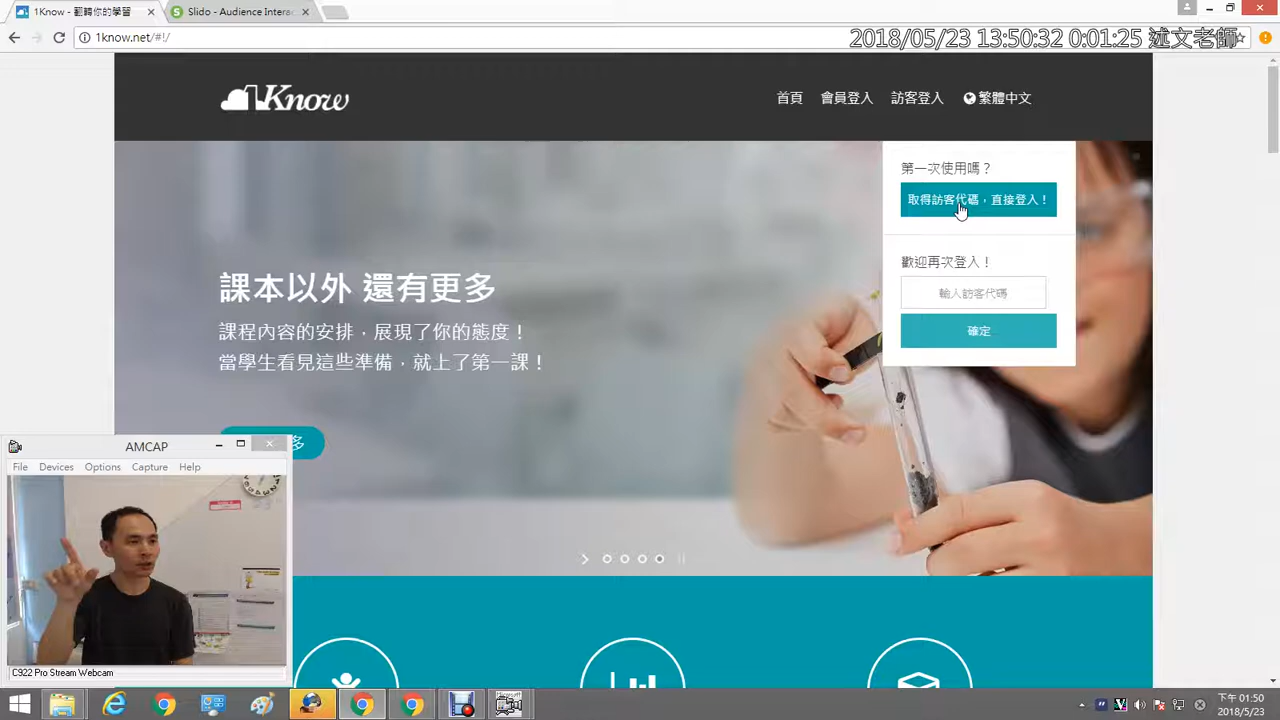 1Know - 翻轉你的學習
Slido - Audience Interac
1know.net/#!/
2018/05/23 13:50:32 0:01:25 述文老師
1Know
首頁 會員登入 訪客登入 繁體中文
第一次使用嗎？
取得訪客代碼，直接登入！
歡迎再次登入！
輸入訪客代碼
確定
課本以外 還有更多
課程內容的安排，展現了你的態度！
當學生看見這些準備，就上了第一課！
多
AMCAP
File Devices Options Capture Help
C922 Pro Stream Webcam
下午 01:50
2018/5/23